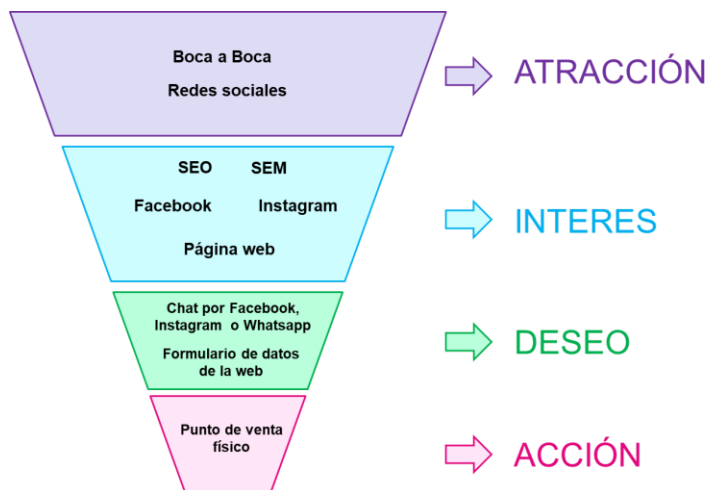 Boca a Boca
Redes sociales
ATRACCIÓN
SEO SEM
Facebook Instagram
Página web
INTERES
Chat por Facebook,
Instagram o Whatsapp
Formulario de datos
de la web
DESEO
Punto de venta
físico
ACCIÓN